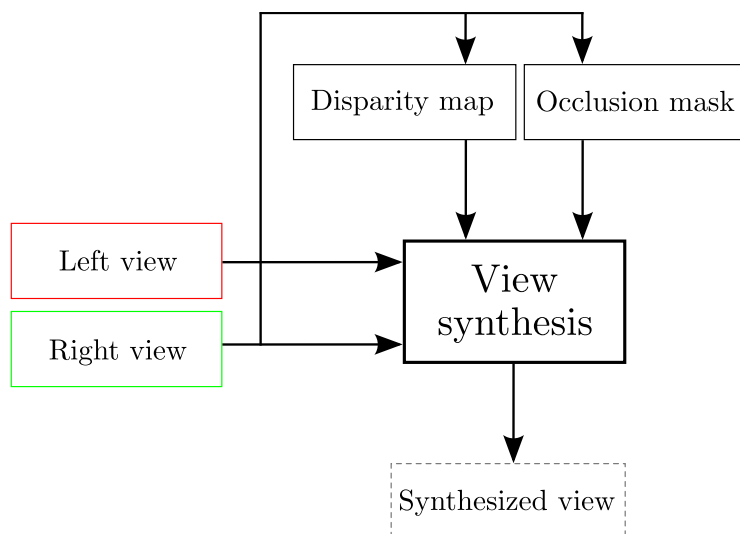 Disparity map
Occlusion mask
Left view
Right view
View
synthesis
Synthesized view